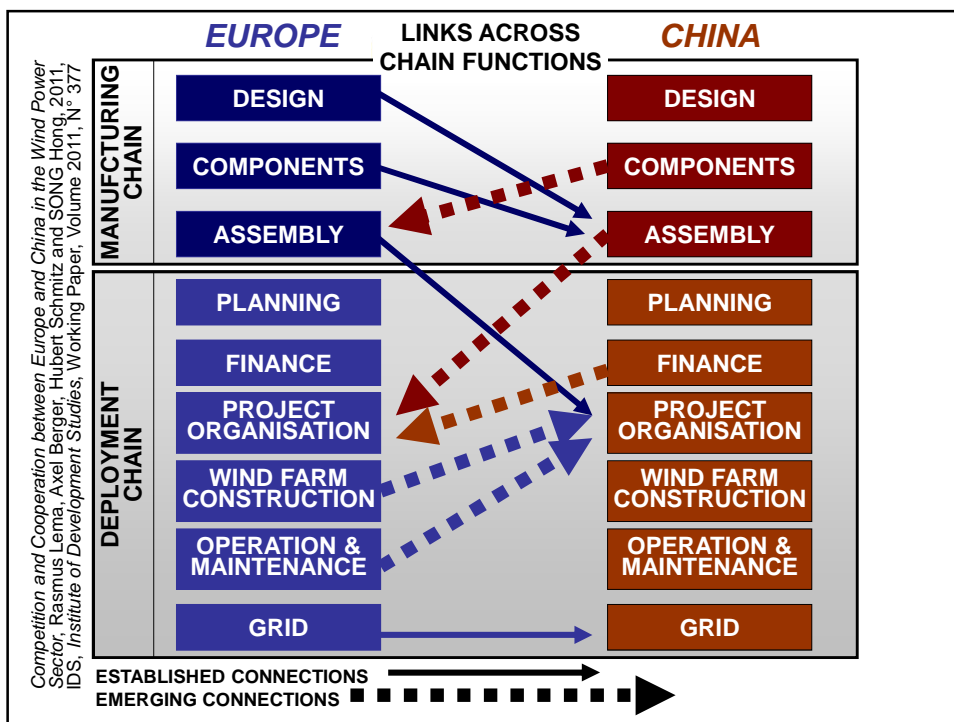 EUROPE
LINKS ACROSS
CHAIN FUNCTIONS
CHINA
Competition and Cooperation between Europe and China in the Wind Power
Sector, Rasmus Lema, Axel Berger, Hubert Schmitz and SONG Hong, 2011,
IDS, Institute of Development Studies, Working Paper, Volume 2011, N° 377
MANUFCTURING
CHAIN
DESIGN
DESIGN
COMPONENTS
COMPONENTS
ASSEMBLY
ASSEMBLY
DEPLOYMENT
CHAIN
PLANNING
PLANNING
FINANCE
FINANCE
PROJECT
ORGANISATION
PROJECT
ORGANISATION
WIND FARM
CONSTRUCTION
WIND FARM
CONSTRUCTION
OPERATION &
MAINTENANCE
OPERATION &
MAINTENANCE
GRID
GRID
ESTABLISHED CONNECTIONS
EMERGING CONNECTIONS